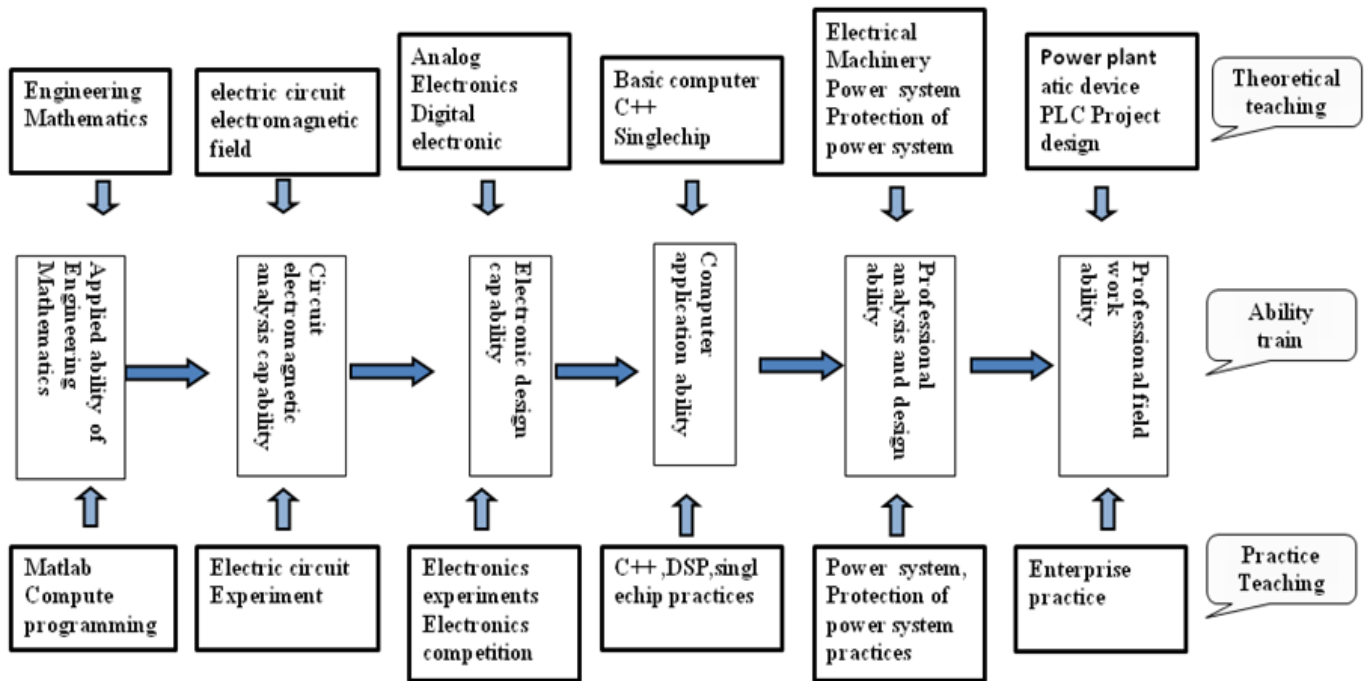 Engineering
Mathematics
electric circuit
electromagnetic
field
Analog
Electronics
Digital
electronic
Basic computer
C++
Singlechip
Electrical
Machinery
Power system
Protection of
power system
Power plant
atic device
PLC Project
design
Theoretical
teaching
Applied ability of
Engineering
Mathematics
Circuit
electromagnetic
analysis capability
Electronic design
capability
Computer
application ability
Professional
analysis and design
ability
Professional field
work
ability
Ability
train
Matlab
Compute
programming
Electric circuit
Experiment
Electronics
experiments
Electronics
competition
C++ ,DSP,singl
echip practices
Power system,
Protection of
power system
practices
Enterprise
practice
Practice
Teaching